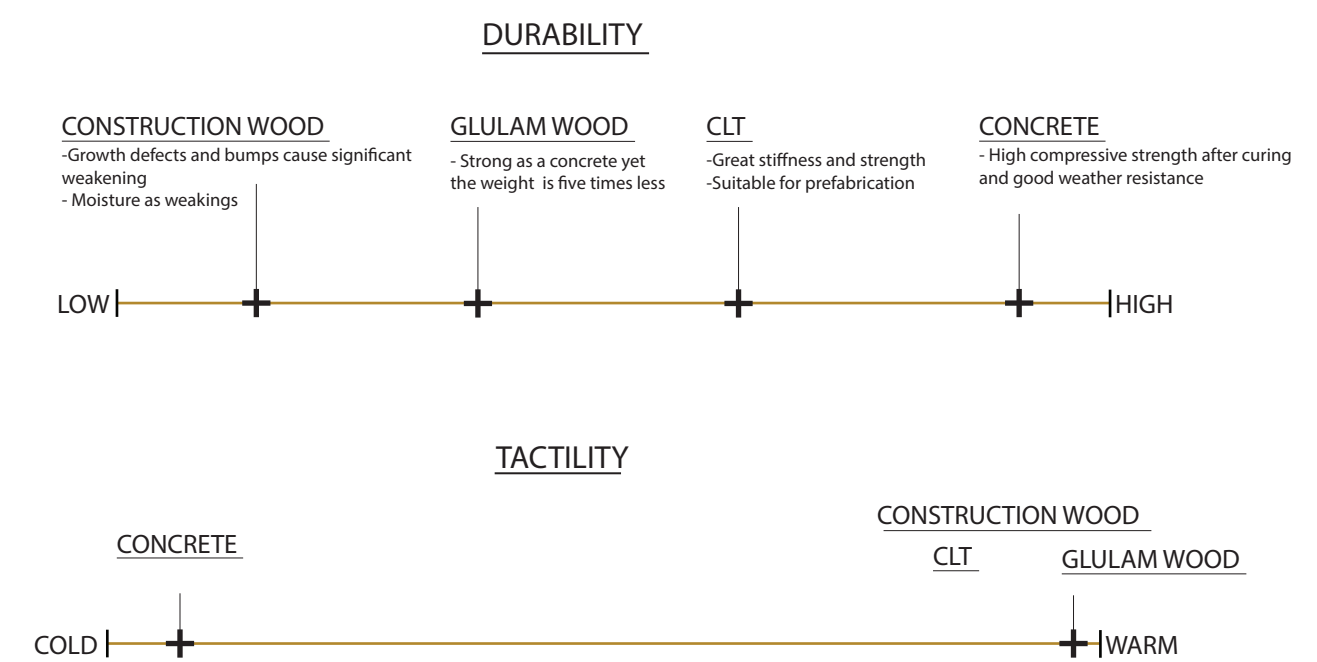 DURABILITY
CONSTRUCTION WOOD
-Growth defects and bumps cause significant
weakening
- Moisture as weakings
GLULAM WOOD
- Strong as a concrete yet
the weight is five times less
CLT
-Great stiffness and strength
-Suitable for prefabrication
CONCRETE
- High compressive strength after curing
and good weather resistance
LOW
HIGH
TACTILITY
CONCRETE
CONSTRUCTION WOOD
CLT
GLULAM WOOD
COLD
WARM